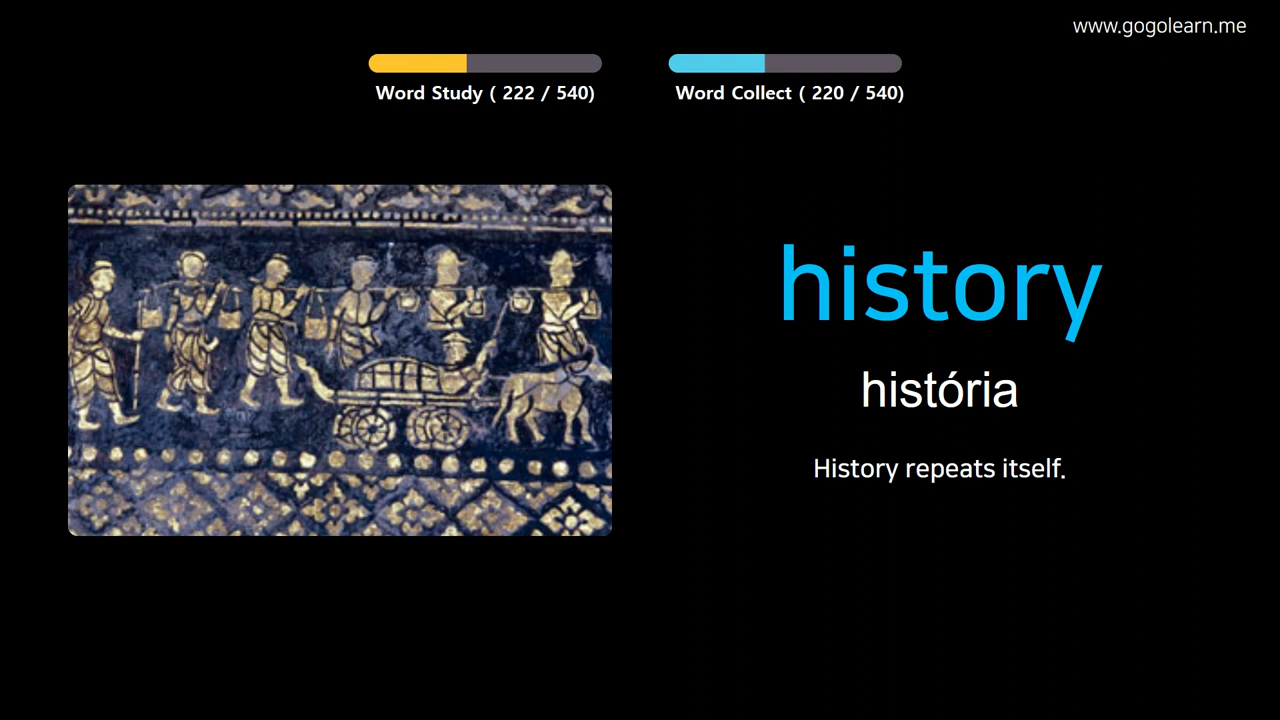 www.gogolearn.me
Word Study ( 222 / 540)
Word Collect ( 220 / 540)
history
história
History repeats itself.